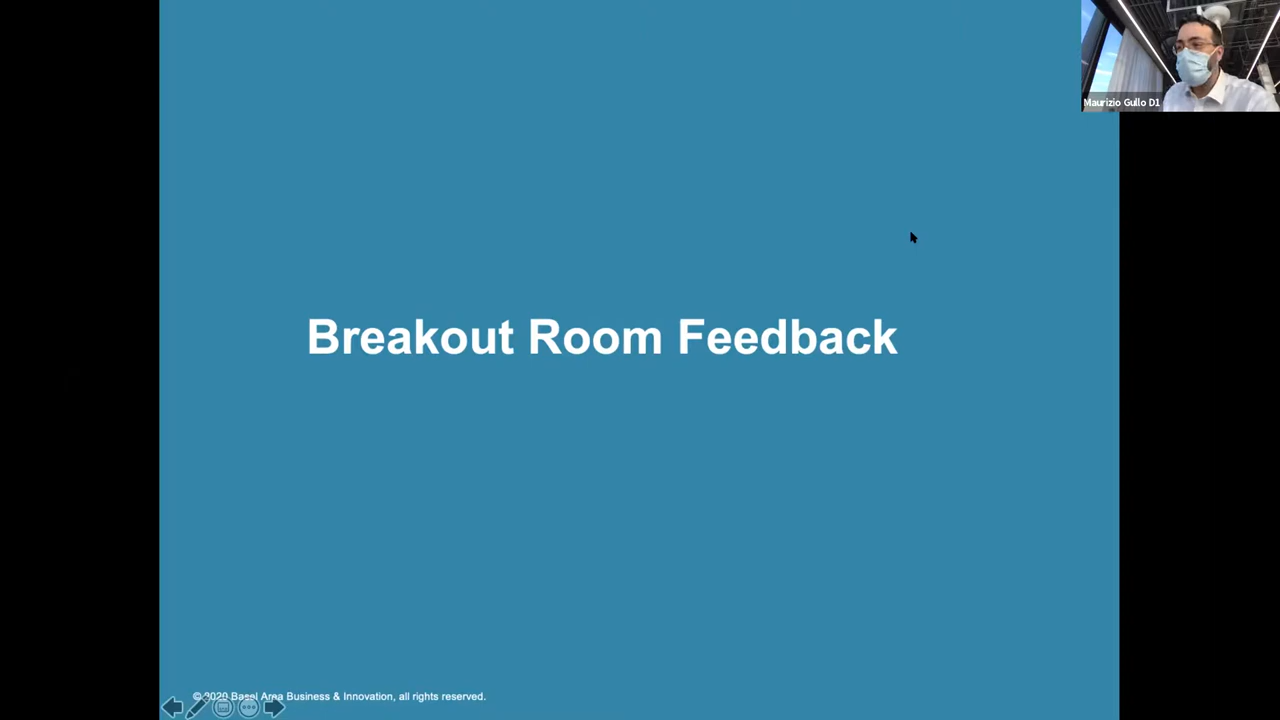 Maurizio Gullo D1
Breakout Room Feedback
© 2020 Basel Area Business & Innovation, all rights reserved.